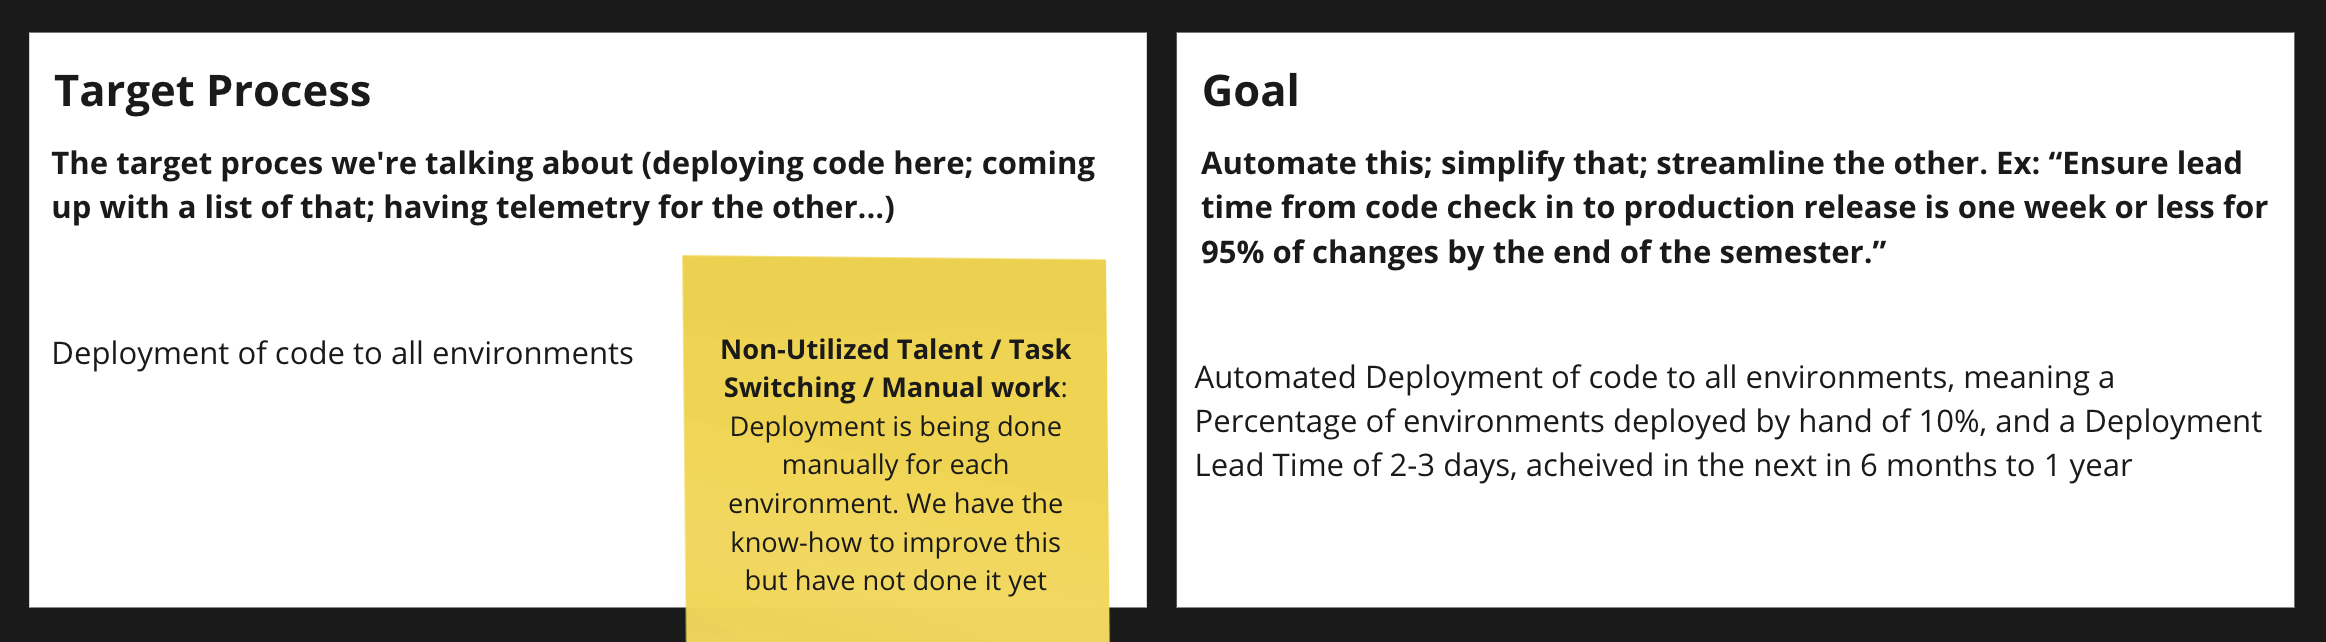 Target Process
The target proces we're talking about (deploying code here; coming
up with a list of that; having telemetry for the other...)
Deployment of code to all environments
Non-Utilized Talent / Task
Switching / Manual work:
Deployment is being done
manually for each
environment. We have the
know-how to improve this
but have not done it yet
Goal
Automate this; simplify that; streamline the other. Ex: “Ensure lead
time from code check in to production release is one week or less for
95% of changes by the end of the semester.”
Automated Deployment of code to all environments, meaning a
Percentage of environments deployed by hand of 10%, and a Deployment
Lead Time of 2-3 days, acheived in the next in 6 months to 1 year